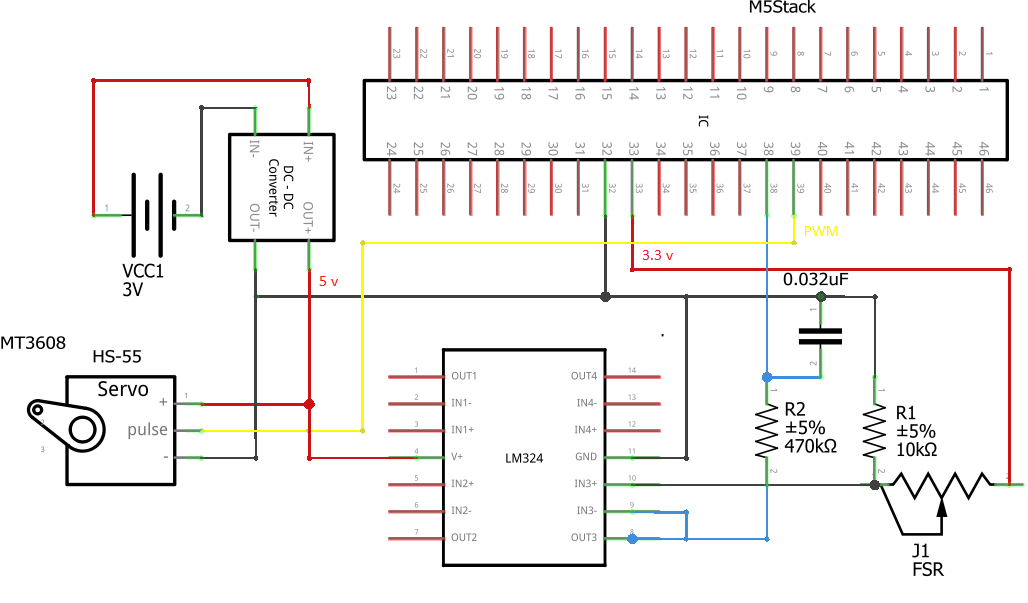 M5Stack
23 22 21 20 19 18 17 16 15 14 13 12 11 10 9 8 7 6 5 4 3 2 1
23 22 21 20 19 18 17 16 15 14 13 12 11 10 9 8 7 6 5 4 3 2 1
IC
24 25 26 27 28 29 30 31 32 33 34 35 36 37 38 39 40 41 42 43 44 45 46
24 25 26 27 28 29 30 31 32 33 34 35 36 37 38 39 40 41 42 43 44 45 46
IN- IN+
DC - DC
Converter
OUT- OUT+
1 2
VCC1
3V
PWM
3.3 v
5 v
0.032uF
1
2
MT3608
HS-55
Servo
+ 1
pulse
3
-
1 OUT1 OUT4 14
2 IN1- IN4- 13
3 IN1+ IN4+ 12
4 V+ LM324 GND 11
5 IN2+ IN3+ 10
6 IN2- IN3- 9
7 OUT2 OUT3 8
1
R2
±5%
470kΩ
2
1
R1
±5%
10kΩ
2
J1
FSR